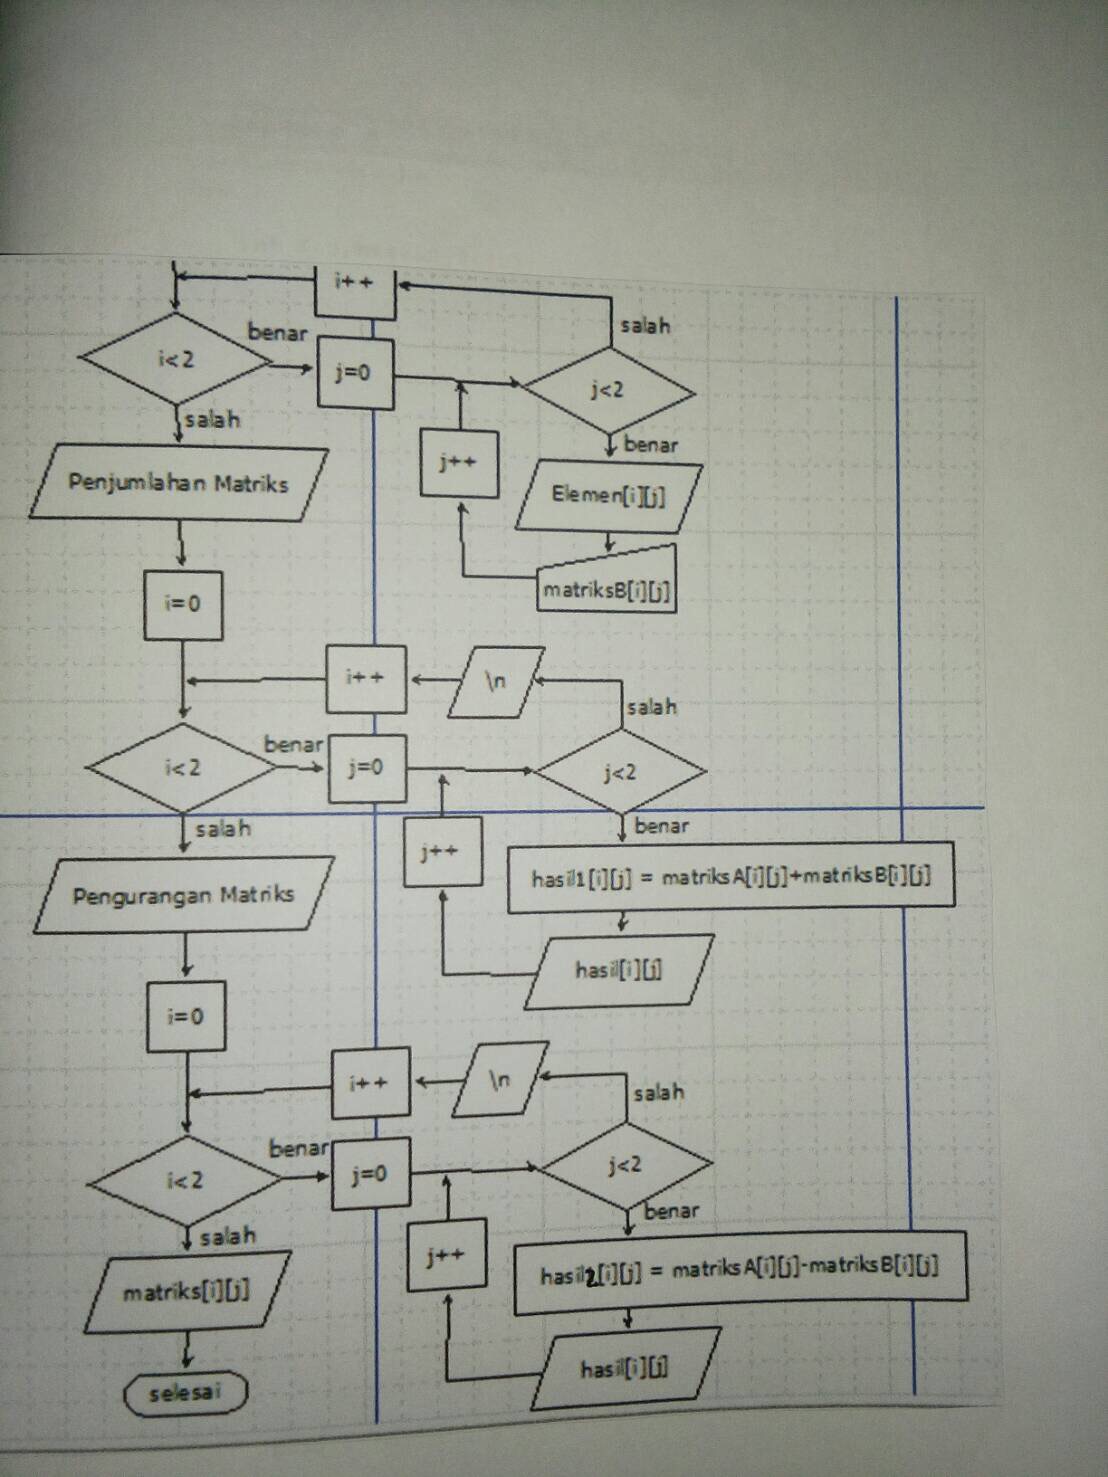 i++
salah
benar
i<2
j=0
j<2
salah
benar
j++
Penjumlahan Matriks
Elemen[i][j]
matriksB[i][j]
i=0
i++
\n
salah
benar
i<2
j=0
j<2
salah
benar
j++
Pengurangan Matriks
hasil1[i][j] = matriksA[i][j]+matriksB[i][j]
hasil[i][j]
i=0
i++
\n
salah
benar
i<2
j=0
j<2
salah
benar
j++
matriks[i][j]
hasil2[i][j] = matriksA[i][j]-matriksB[i][j]
hasil[i][j]
selesai